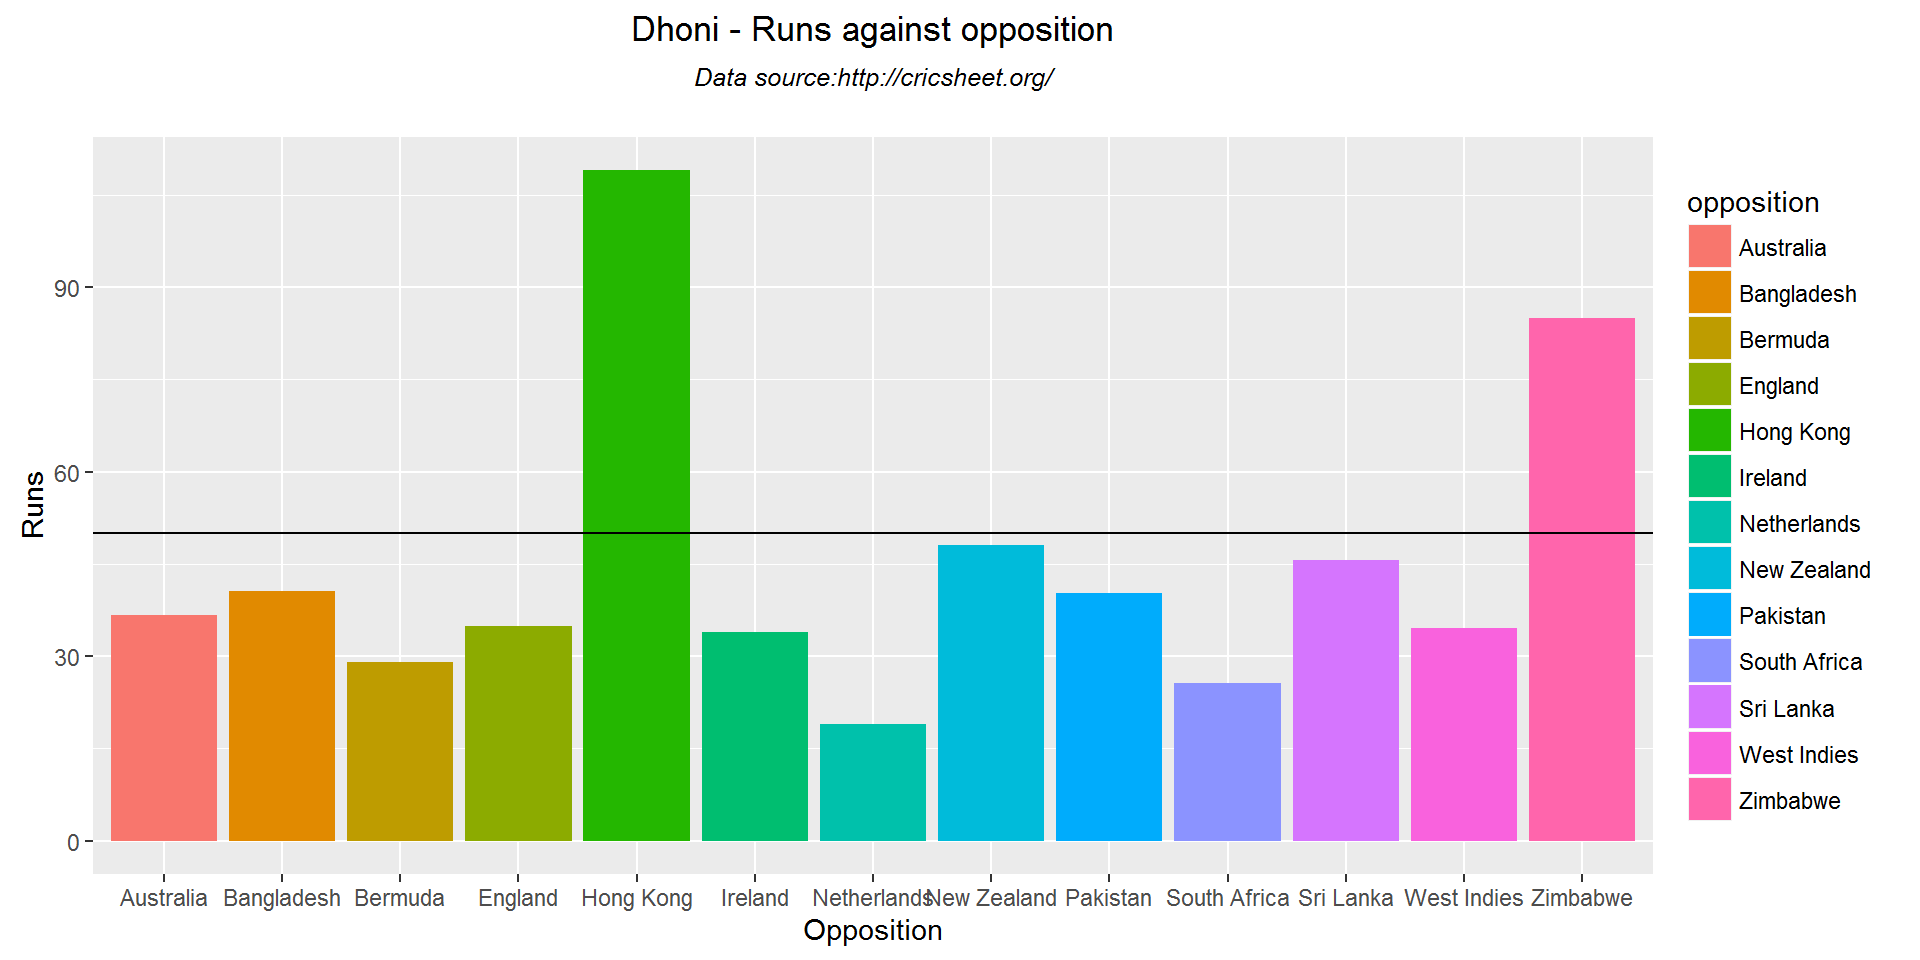 Dhoni - Runs against opposition
Data source:http://cricsheet.org/
Runs
90
60
30
0
Australia Bangladesh Bermuda England Hong Kong Ireland Netherlands New Zealand Pakistan South Africa Sri Lanka West Indies Zimbabwe
Opposition
opposition
Australia
Bangladesh
Bermuda
England
Hong Kong
Ireland
Netherlands
New Zealand
Pakistan
South Africa
Sri Lanka
West Indies
Zimbabwe